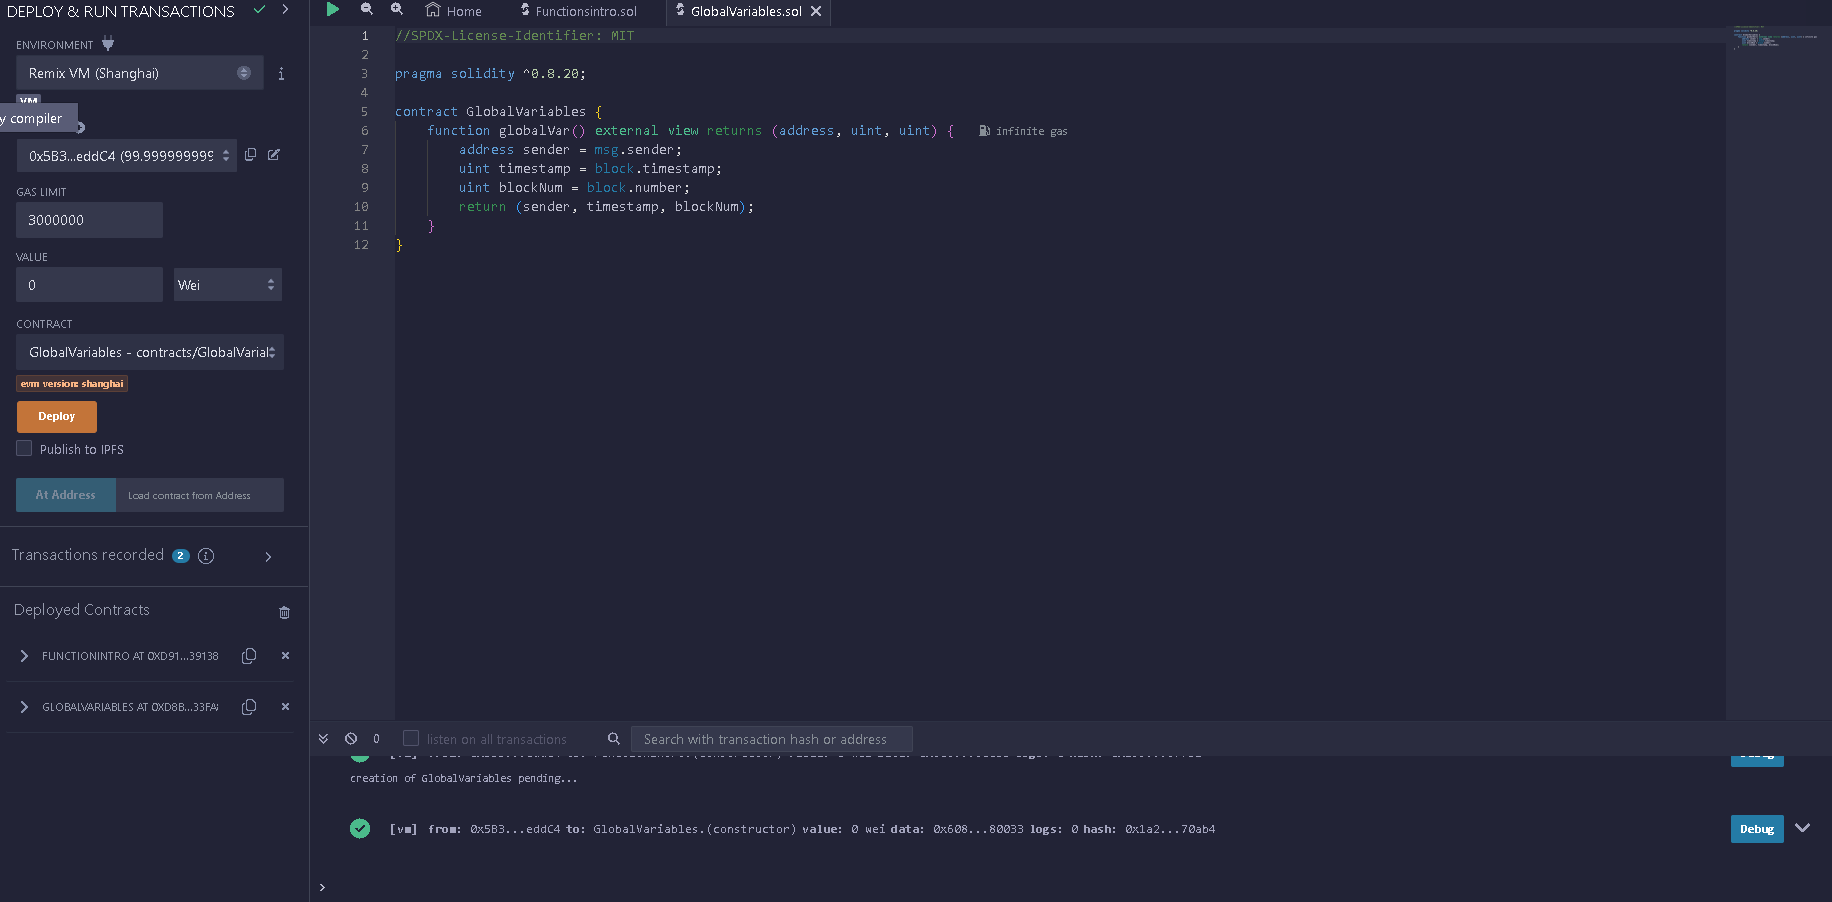 DEPLOY & RUN TRANSACTIONS
ENVIRONMENT
Remix VM (Shanghai)
VM
y compiler
0x5B3...eddC4 (99.9999999999
GAS LIMIT
3000000
VALUE
0
Wei
CONTRACT
GlobalVariables - contracts/GlobalVarial
evm version: shanghai
Deploy
Publish to IPFS
At Address
Load contract from Address
Transactions recorded 2
Deployed Contracts
FUNCTIONINTRO AT 0XD91...39138
GLOBALVARIABLES AT 0XD8B...33FA
Home
Functionsintro.sol
GlobalVariables.sol
1 //SPDX-License-Identifier: MIT
2
3 pragma solidity ^0.8.20;
4
5 contract GlobalVariables {
6 function globalVar() external view returns (address, uint, uint) { infinite gas
7 address sender = msg.sender;
8 uint timestamp = block.timestamp;
9 uint blockNum = block.number;
10 return (sender, timestamp, blockNum);
11 }
12 }
0
listen on all transactions
Search with transaction hash or address
creation of GlobalVariables pending...
[vm] from: 0x5B3...eddC4 to: GlobalVariables.(constructor) value: 0 wei data: 0x608...80033 logs: 0 hash: 0x1a2...70ab4
Debug
>